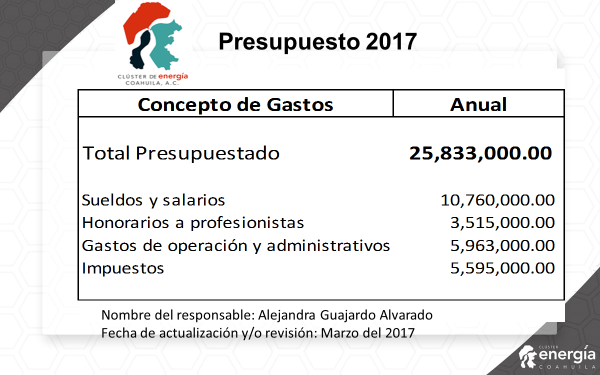 Presupuesto 2017
CLÚSTER DE energía
COAHUILA, A.C.
Concepto de Gastos Anual
Total Presupuestado 25,833,000.00
Sueldos y salarios 10,760,000.00
Honorarios a profesionistas 3,515,000.00
Gastos de operación y administrativos 5,963,000.00
Impuestos 5,595,000.00
Nombre del responsable: Alejandra Guajardo Alvarado
Fecha de actualización y/o revisión: Marzo del 2017
CLÚSTER
energía
COAHUILA